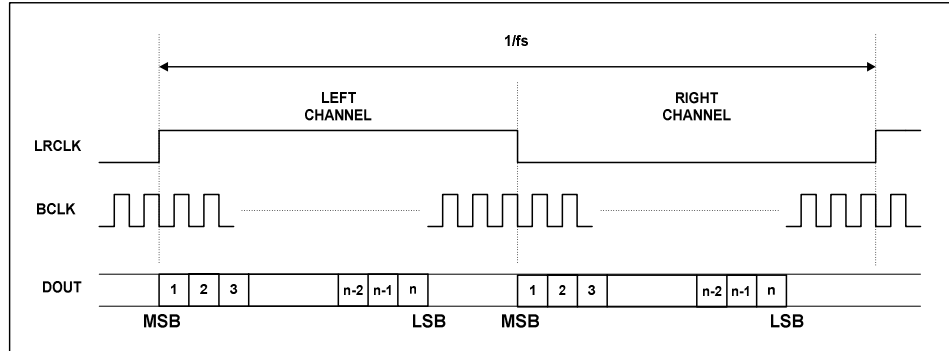 1/fs
LEFT
CHANNEL
RIGHT
CHANNEL
LRCLK
BCLK
DOUT
1 2 3 n-2 n-1 n 1 2 3 n-2 n-1 n
MSB LSB MSB LSB